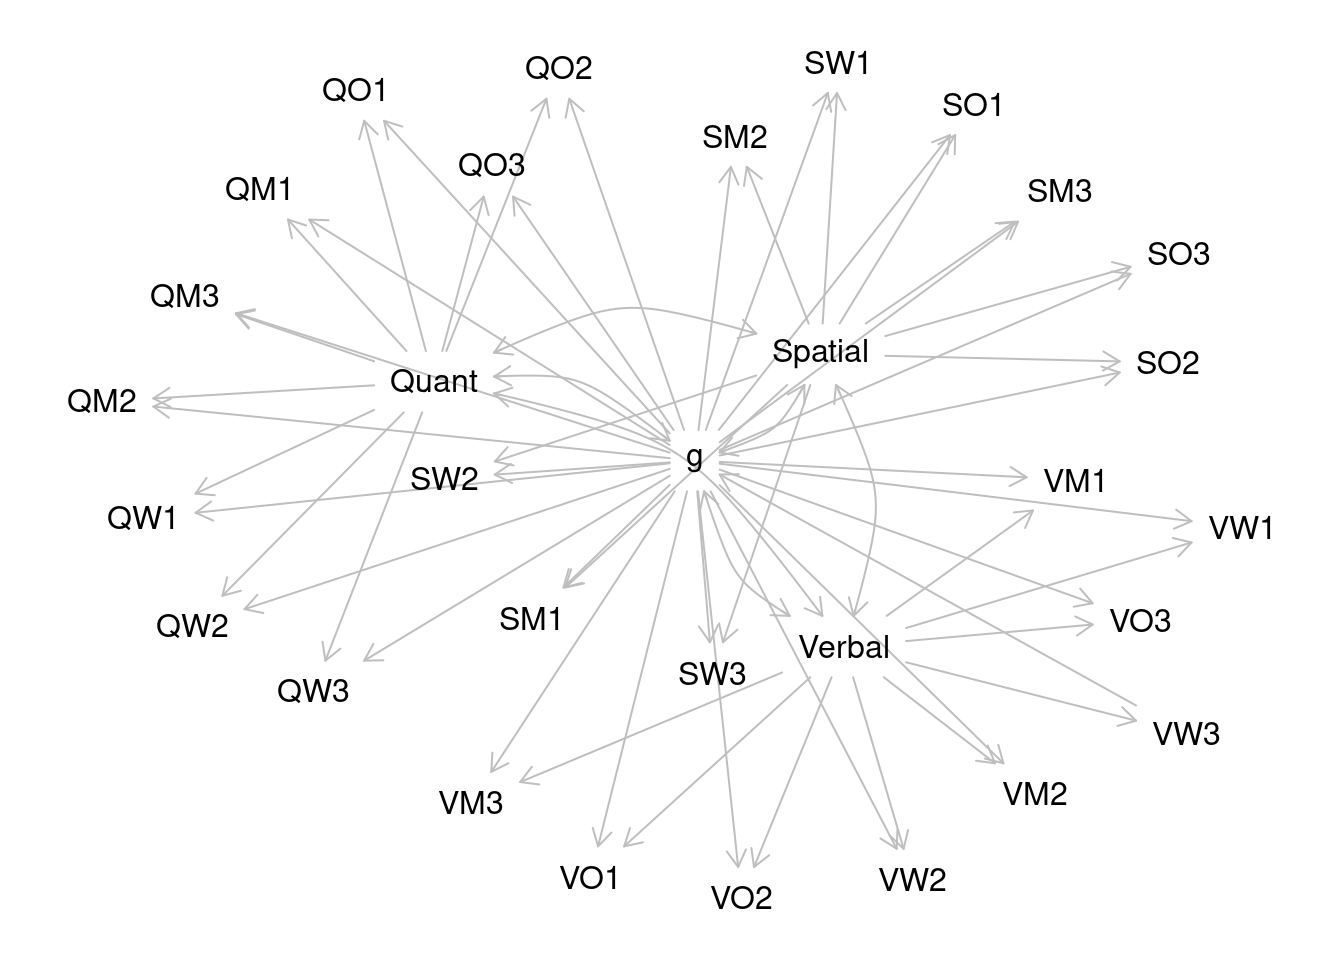 SW1
QO2
QO1
SO1
SM2
QO3
QM1
SM3
SO3
QM3
Spatial
SO2
Quant
QM2
g
SW2
VM1
QW1
VW1
SM1
VO3
QW2
Verbal
SW3
QW3
VW3
VM2
VM3
VO1
VW2
VO2